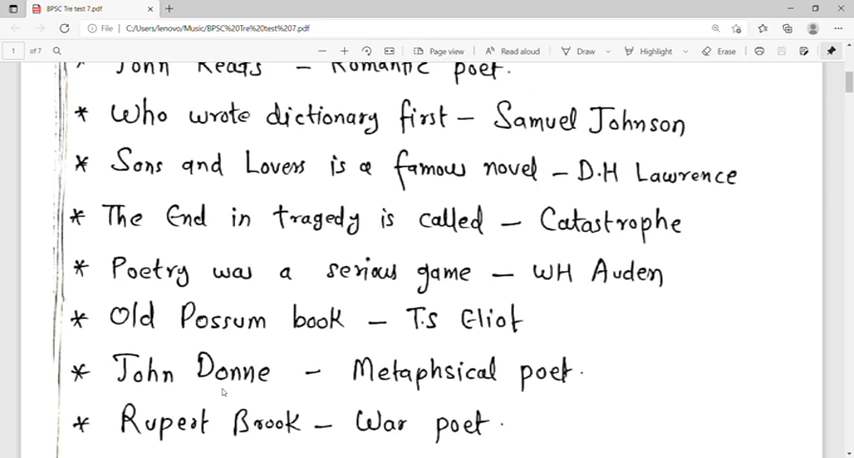 BPSC Tre test 7.pdf
File | C:/Users/lenovo/Music/BPSC%20Tre%20test%207.pdf
1 of 7 Page view Read aloud Draw Highlight Erase
* John Keats – Romantic poet.
* Who wrote dictionary first – Samuel Johnson
* Sons and Lovers is a famous novel – D.H Lawrence
* The End in tragedy is called – Catastrophe
* Poetry was a serious game – WH Auden
* Old Possum book – T.S Eliot
* John Donne – Metaphsical poet.
* Rupert Brook – War poet.